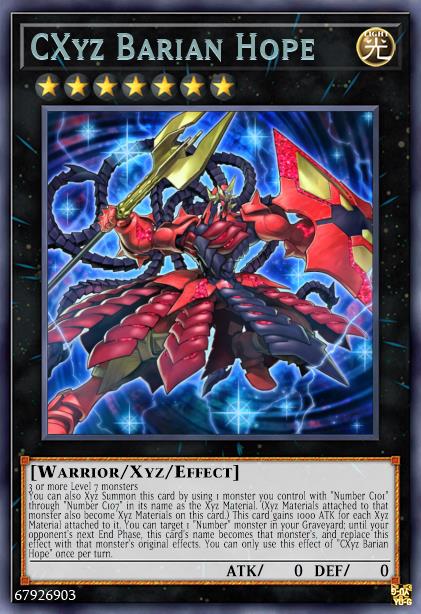 CXyz Barian Hope
LIGHT
光
[Warrior/Xyz/Effect]
3 or more Level 7 monsters
You can also Xyz Summon this card by using 1 monster you control with "Number C101"
through "Number C107" in its name as the Xyz Material. (Xyz Materials attached to that
monster also become Xyz Materials on this card.) This card gains 1000 ATK for each Xyz
Material attached to it. You can target 1 "Number" monster in your Graveyard; until your
opponent's next End Phase, this card's name becomes that monster's, and replace this
effect with that monster's original effects. You can only use this effect of "CXyz Barian
Hope" once per turn.
ATK/ 0 DEF/ 0
67926903